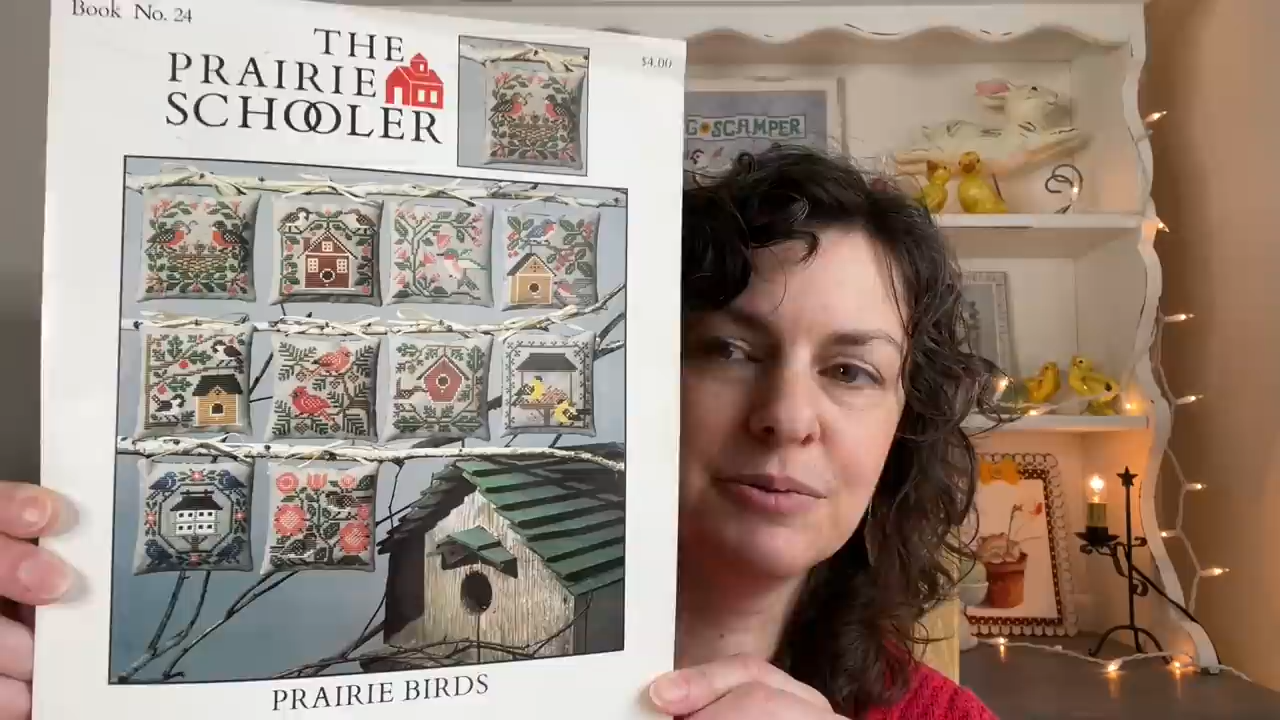 Book No. 24
THE
PRAIRIE
SCHOOLER
$4.00
G SCAMPER
PRAIRIE BIRDS